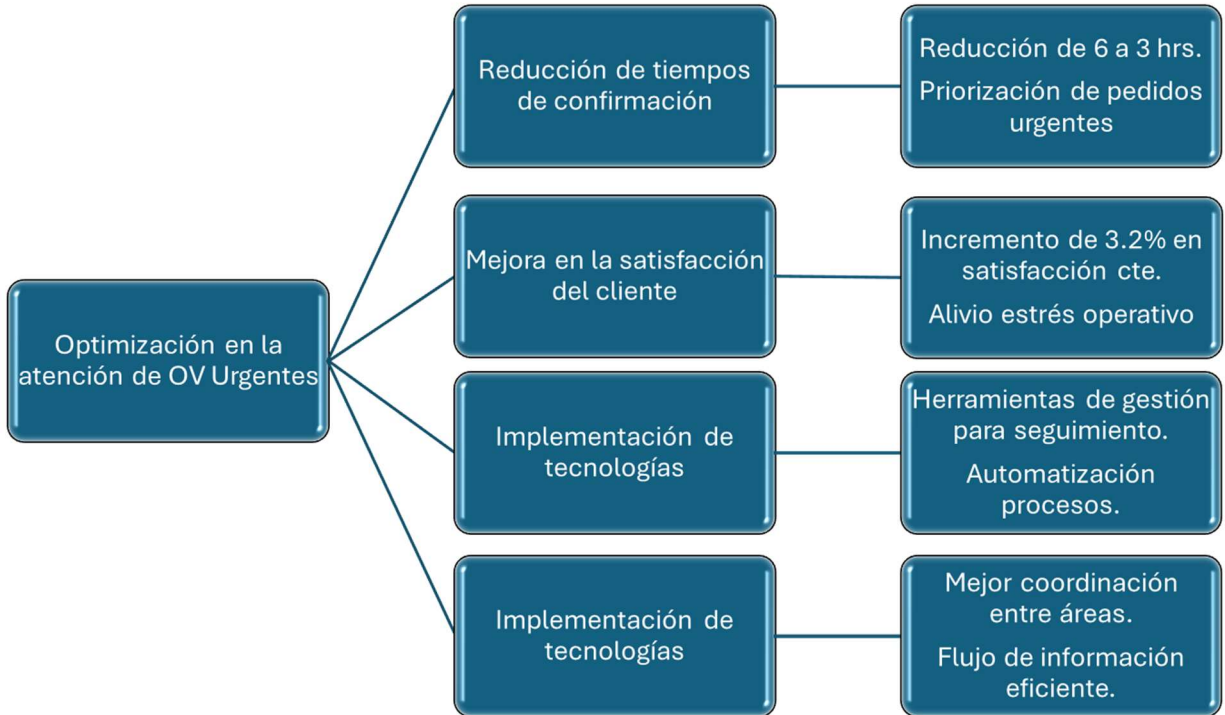 Optimización en la
atención de OV Urgentes
Reducción de tiempos
de confirmación
Reducción de 6 a 3 hrs.
Priorización de pedidos
urgentes
Mejora en la satisfacción
del cliente
Incremento de 3.2% en
satisfacción cte.
Alivio estrés operativo
Implementación de
tecnologías
Herramientas de gestión
para seguimiento.
Automatización
procesos.
Implementación de
tecnologías
Mejor coordinación
entre áreas.
Flujo de información
eficiente.